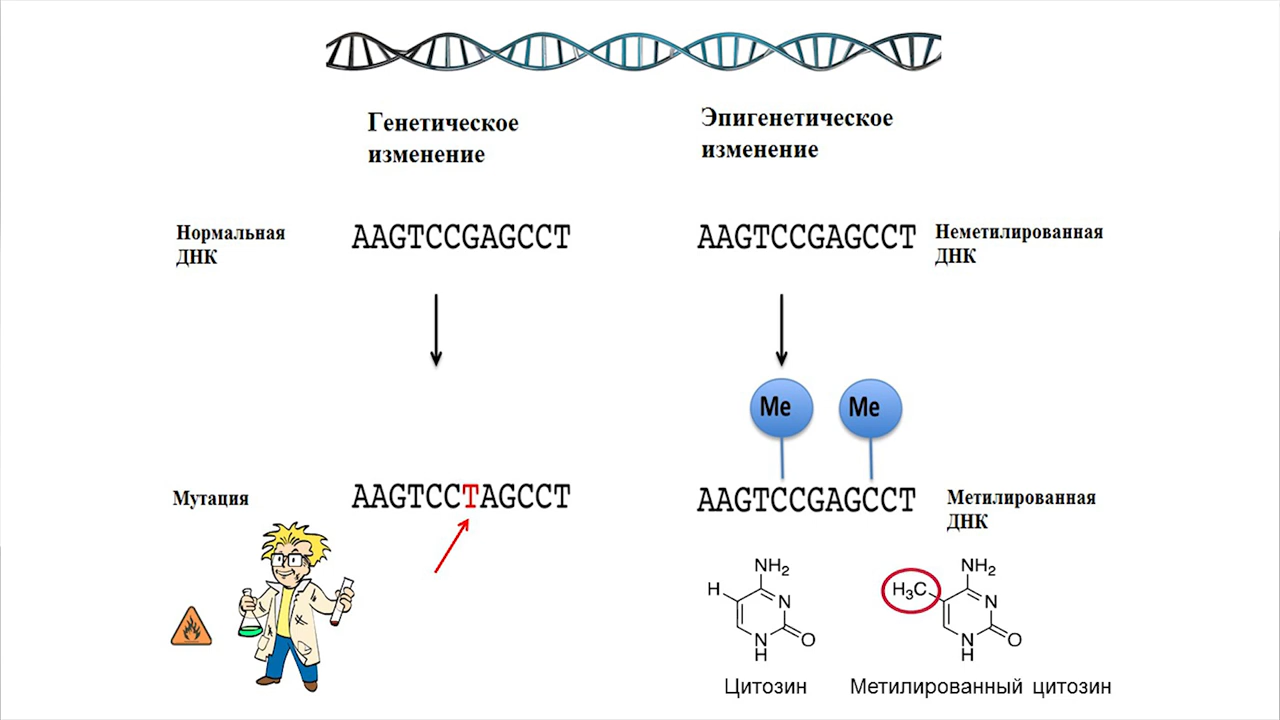 Генетическое
изменение
Эпигенетическое
изменение
Нормальная
ДНК
AAGTCCGAGCCT
AAGTCCGAGCCT
Неметилированная
ДНК
Me
Me
Мутация
AAGTCCTAGCCT
AAGTCCGAGCCT
Метилированная
ДНК
NH₂
H
N
N
H
O
Цитозин
NH₂
H₃C
N
N
H
O
Метилированный цитозин